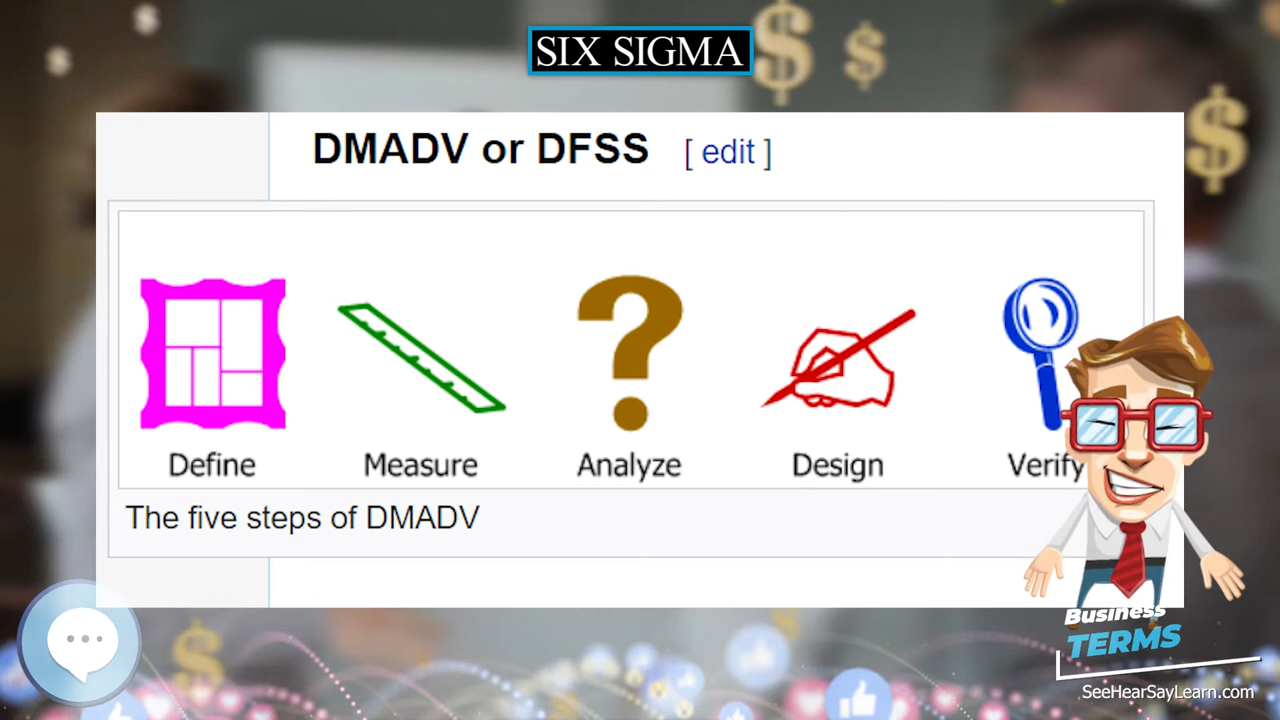 SIX SIGMA
DMADV or DFSS [ edit ]
Define Measure Analyze Design Verify
The five steps of DMADV
Business
TERMS
SeeHearSayLearn.com